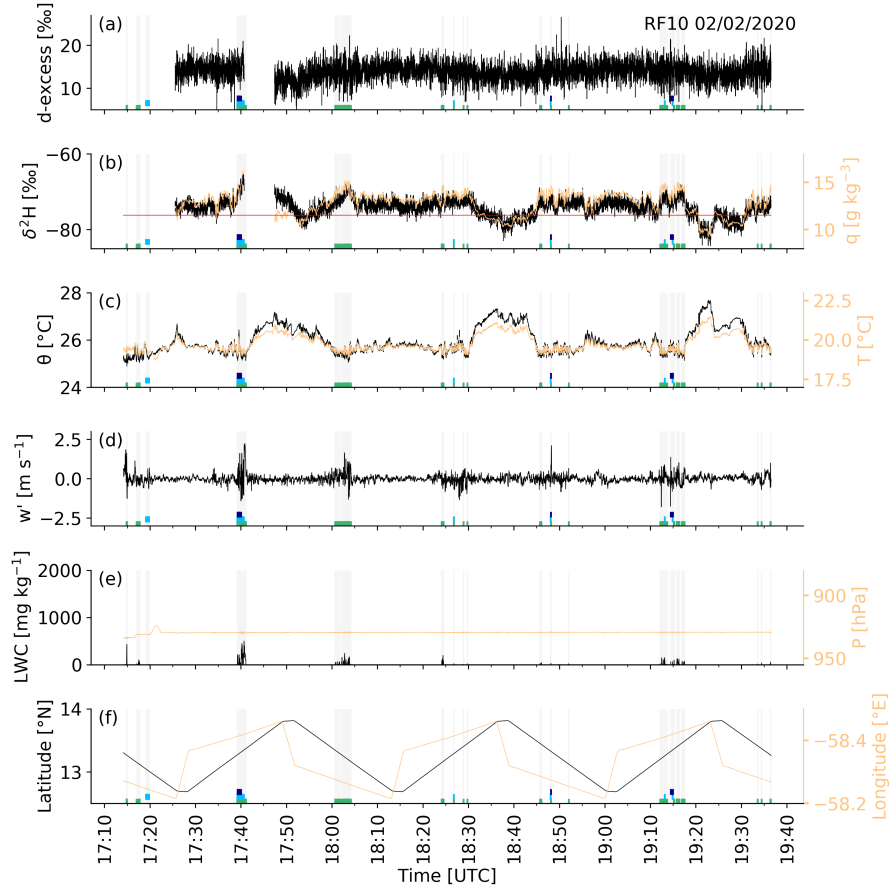 (a)
RF10 02/02/2020
d-excess [‰]
20
10
(b)
δ²H [‰]
−60
−80
15
10
q [g kg⁻³]
(c)
θ [°C]
28
26
24
22.5
20.0
17.5
T [°C]
(d)
w' [m s⁻¹]
2.5
0.0
−2.5
(e)
LWC [mg kg⁻¹]
2000
1000
0
900
950
P [hPa]
(f)
Latitude [°N]
14
13
−58.4
−58.2
Longitude [°E]
17:10 17:20 17:30 17:40 17:50 18:00 18:10 18:20 18:30 18:40 18:50 19:00 19:10 19:20 19:30 19:40
Time [UTC]